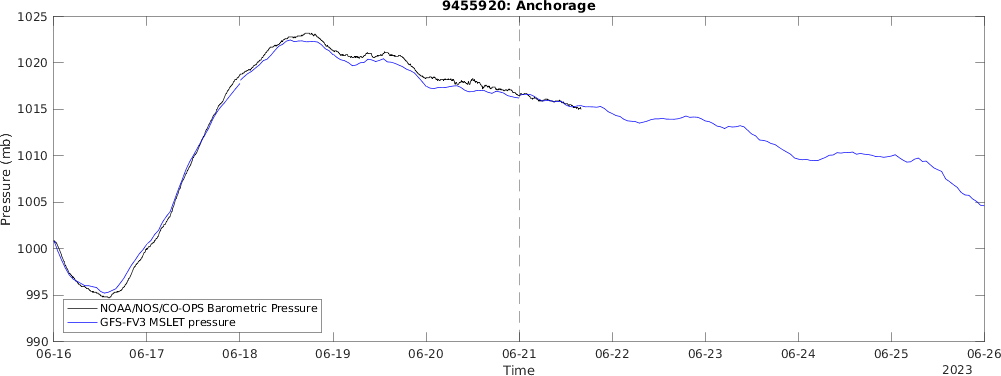 9455920: Anchorage
1025
1020
1015
1010
1005
1000
995
990
Pressure (mb)
NOAA/NOS/CO-OPS Barometric Pressure
GFS-FV3 MSLET pressure
06-16 06-17 06-18 06-19 06-20 06-21 06-22 06-23 06-24 06-25 06-26
Time
2023